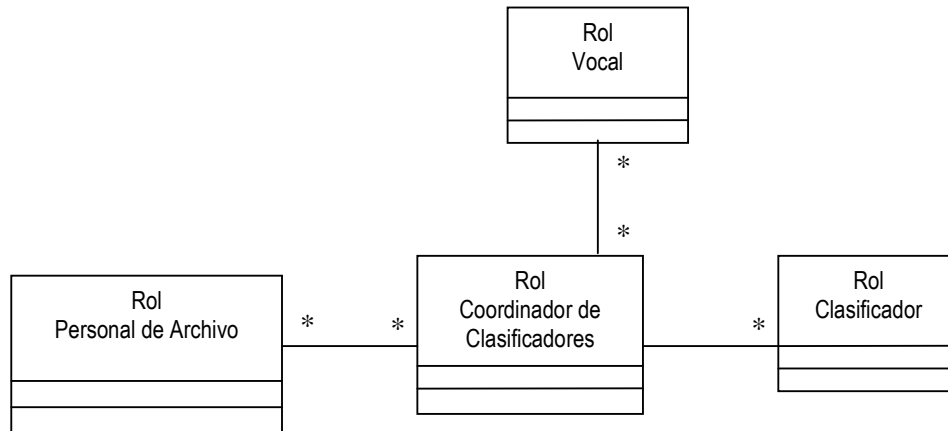 Rol
Vocal
*
*
Rol
Personal de Archivo
*
*
Rol
Coordinador de
Clasificadores
*
Rol
Clasificador